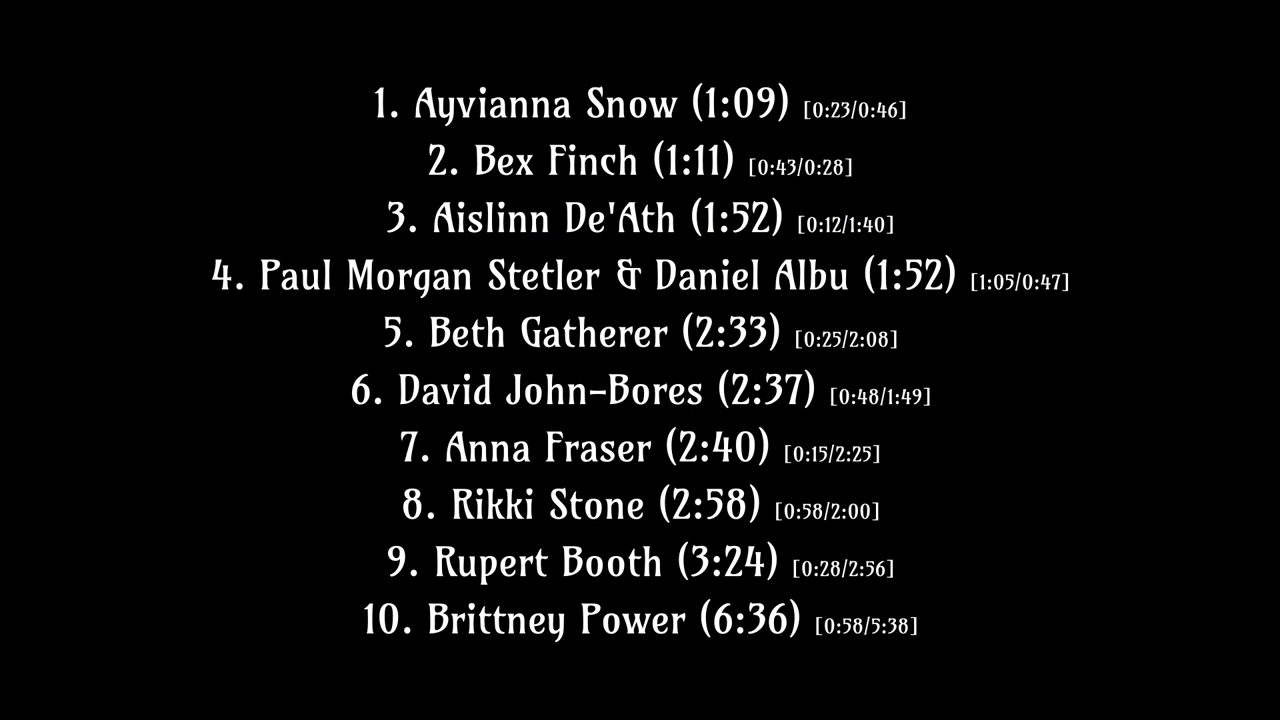 1. Ayvianna Snow (1:09) [0:23/0:46]
2. Bex Finch (1:11) [0:43/0:28]
3. Aislinn De'Ath (1:52) [0:12/1:40]
4. Paul Morgan Stetler & Daniel Albu (1:52) [1:05/0:47]
5. Beth Gatherer (2:33) [0:25/2:08]
6. David John-Bores (2:37) [0:48/1:49]
7. Anna Fraser (2:40) [0:15/2:25]
8. Rikki Stone (2:58) [0:58/2:00]
9. Rupert Booth (3:24) [0:28/2:56]
10. Brittney Power (6:36) [0:58/5:38]